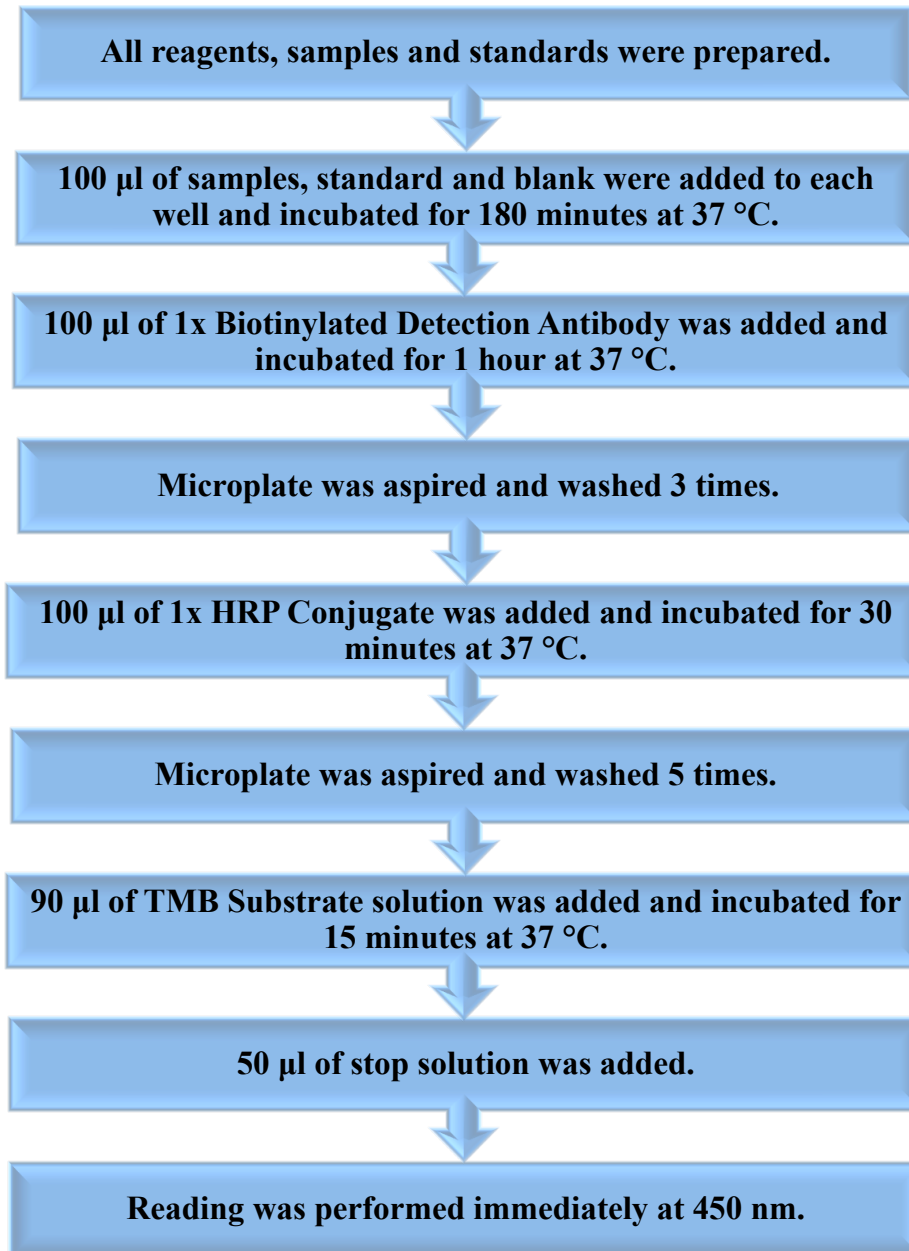 All reagents, samples and standards were prepared.
100 μl of samples, standard and blank were added to each
well and incubated for 180 minutes at 37 °C.
100 μl of 1x Biotinylated Detection Antibody was added and
incubated for 1 hour at 37 °C.
Microplate was aspired and washed 3 times.
100 μl of 1x HRP Conjugate was added and incubated for 30
minutes at 37 °C.
Microplate was aspired and washed 5 times.
90 μl of TMB Substrate solution was added and incubated for
15 minutes at 37 °C.
50 μl of stop solution was added.
Reading was performed immediately at 450 nm.